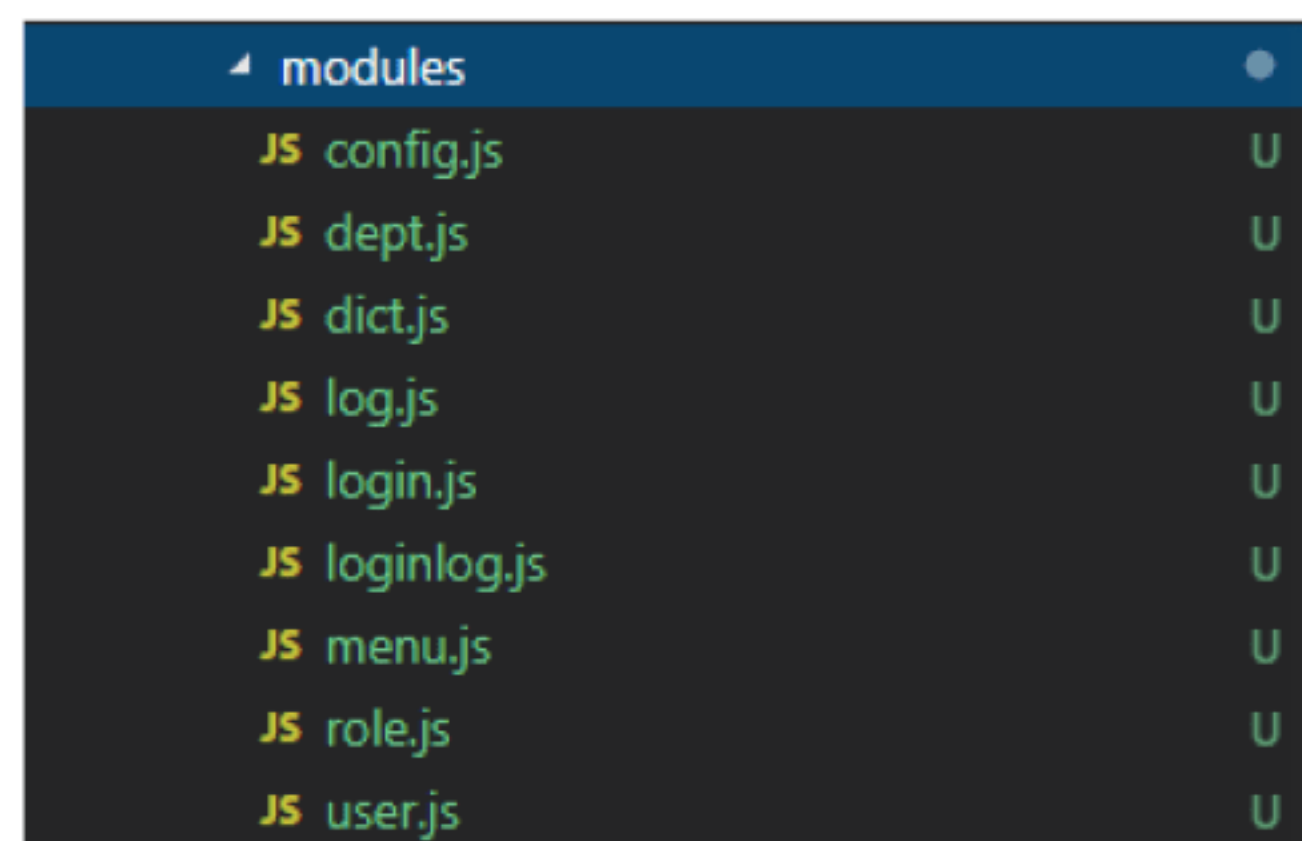 modules
JS config.js U
JS dept.js U
JS dict.js U
JS log.js U
JS login.js U
JS loginlog.js U
JS menu.js U
JS role.js U
JS user.js U